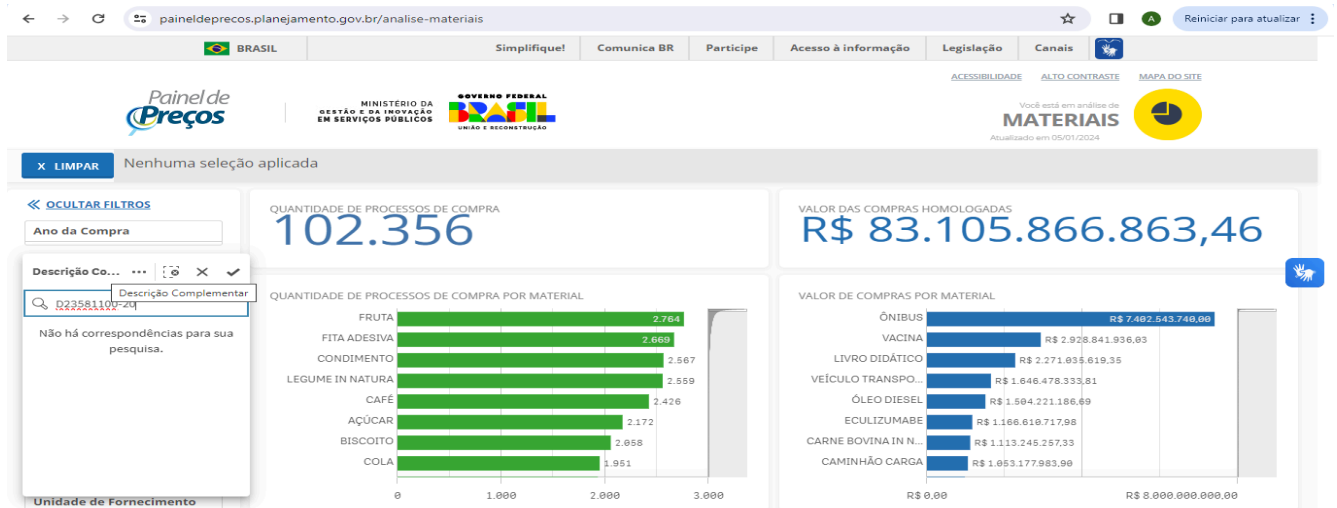 paineldeprecos.planejamento.gov.br/analise-materiais
A
Reiniciar para atualizar
BRASIL
Simplifique!
Comunica BR
Participe
Acesso à informação
Legislação
Canais
ACESSIBILIDADE
ALTO CONTRASTE
MAPA DO SITE
Painel de
Preços
MINISTÉRIO DA
GESTÃO E DA INOVAÇÃO
EM SERVIÇOS PÚBLICOS
GOVERNO FEDERAL
BRASIL
UNIÃO E RECONSTRUÇÃO
Você está em análise de
MATERIAIS
Atualizado em 05/01/2024
X LIMPAR
Nenhuma seleção aplicada
OCULTAR FILTROS
Ano da Compra
Descrição Co...
D23581100-20
Descrição Complementar
Não há correspondências para sua
pesquisa.
Unidade de Fornecimento
QUANTIDADE DE PROCESSOS DE COMPRA
102.356
VALOR DAS COMPRAS HOMOLOGADAS
R$ 83.105.866.863,46
QUANTIDADE DE PROCESSOS DE COMPRA POR MATERIAL
FRUTA 2.764
FITA ADESIVA 2.669
CONDIMENTO 2.567
LEGUME IN NATURA 2.559
CAFÉ 2.426
AÇÚCAR 2.172
BISCOITO 2.058
COLA 1.951
0 1.000 2.000 3.000
VALOR DE COMPRAS POR MATERIAL
ÔNIBUS R$ 7.402.543.740,00
VACINA R$ 2.928.841.936,03
LIVRO DIDÁTICO R$ 2.271.035.619,35
VEÍCULO TRANSPO... R$ 1.646.478.333,81
ÓLEO DIESEL R$ 1.504.221.186,69
ECULIZUMABE R$ 1.166.610.717,98
CARNE BOVINA IN N... R$ 1.113.245.257,33
CAMINHÃO CARGA R$ 1.053.177.983,90
R$ 0,00 R$ 8.000.000.000,00